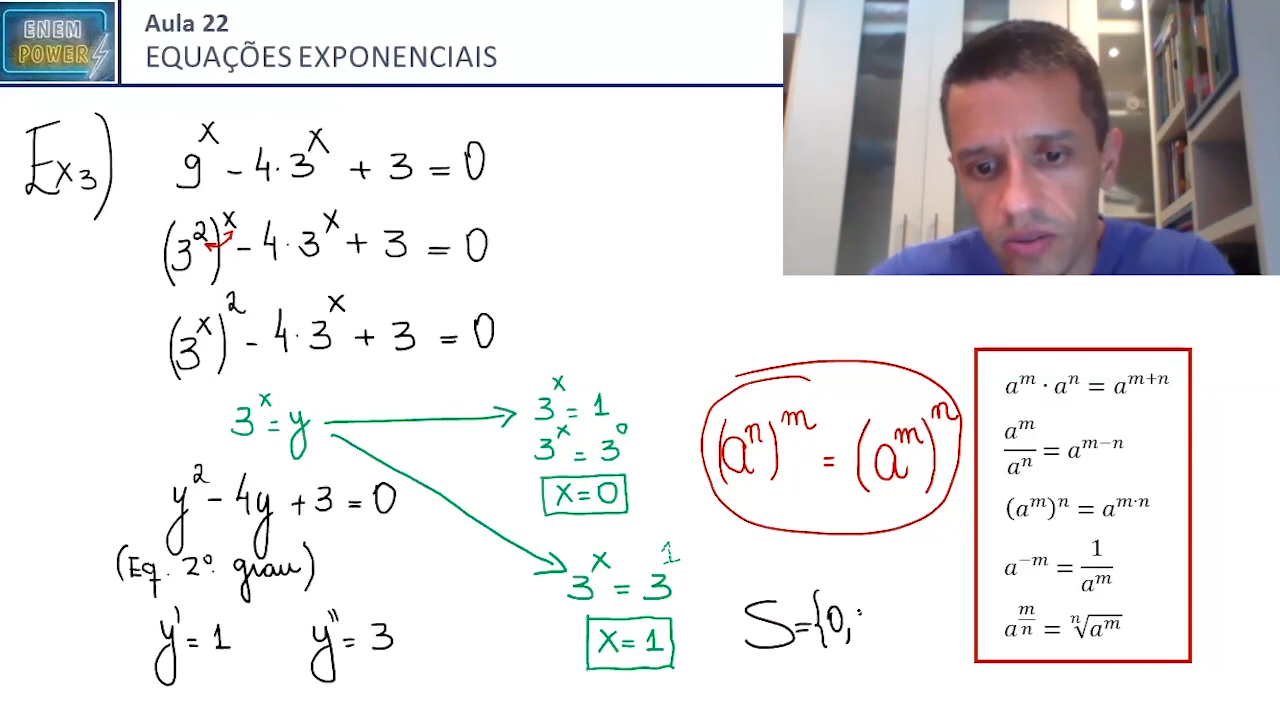 ENEM
POWER
Aula 22
EQUAÇÕES EXPONENCIAIS
Ex3) 9^x - 4·3^x + 3 = 0
(3^2)^x - 4·3^x + 3 = 0
(3^x)^2 - 4·3^x + 3 = 0
3^x = y
y^2 - 4y + 3 = 0
(Eq. 2º grau)
y' = 1 y'' = 3
3^x = 1
3^x = 3^0
x = 0
3^x = 3^1
x = 1
(a^n)^m = (a^m)^n
S = {0,
a^m · a^n = a^{m+n}
a^m/a^n = a^{m−n}
(a^m)^n = a^{m·n}
a^{−m} = 1/a^m
a^{m/n} = ⁿ√(a^m)